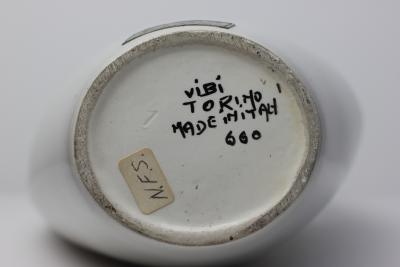 ViBi
TORINO
MADE IN ITALY
660
N.F.S.